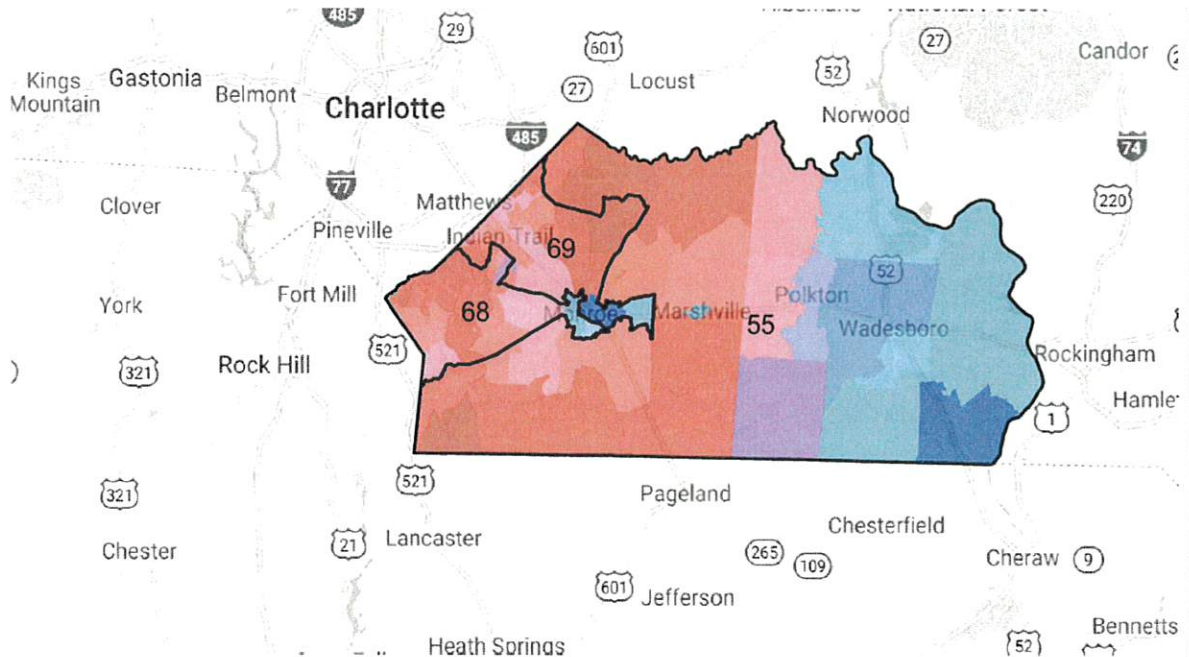 485
29
601
27
Candor
52
Kings
Mountain
Gastonia
Belmont
Charlotte
27
Locust
Norwood
485
74
77
Clover
Matthews
220
Pineville
Indian Trail
69
York
Fort Mill
68
Monroe
Marshville
55
Polkton
52
Wadesboro
Rockingham
521
Rock Hill
321
1
521
321
Pageland
Chesterfield
Chester
21
Lancaster
265
109
Cheraw
9
601
Jefferson
Heath Springs
52